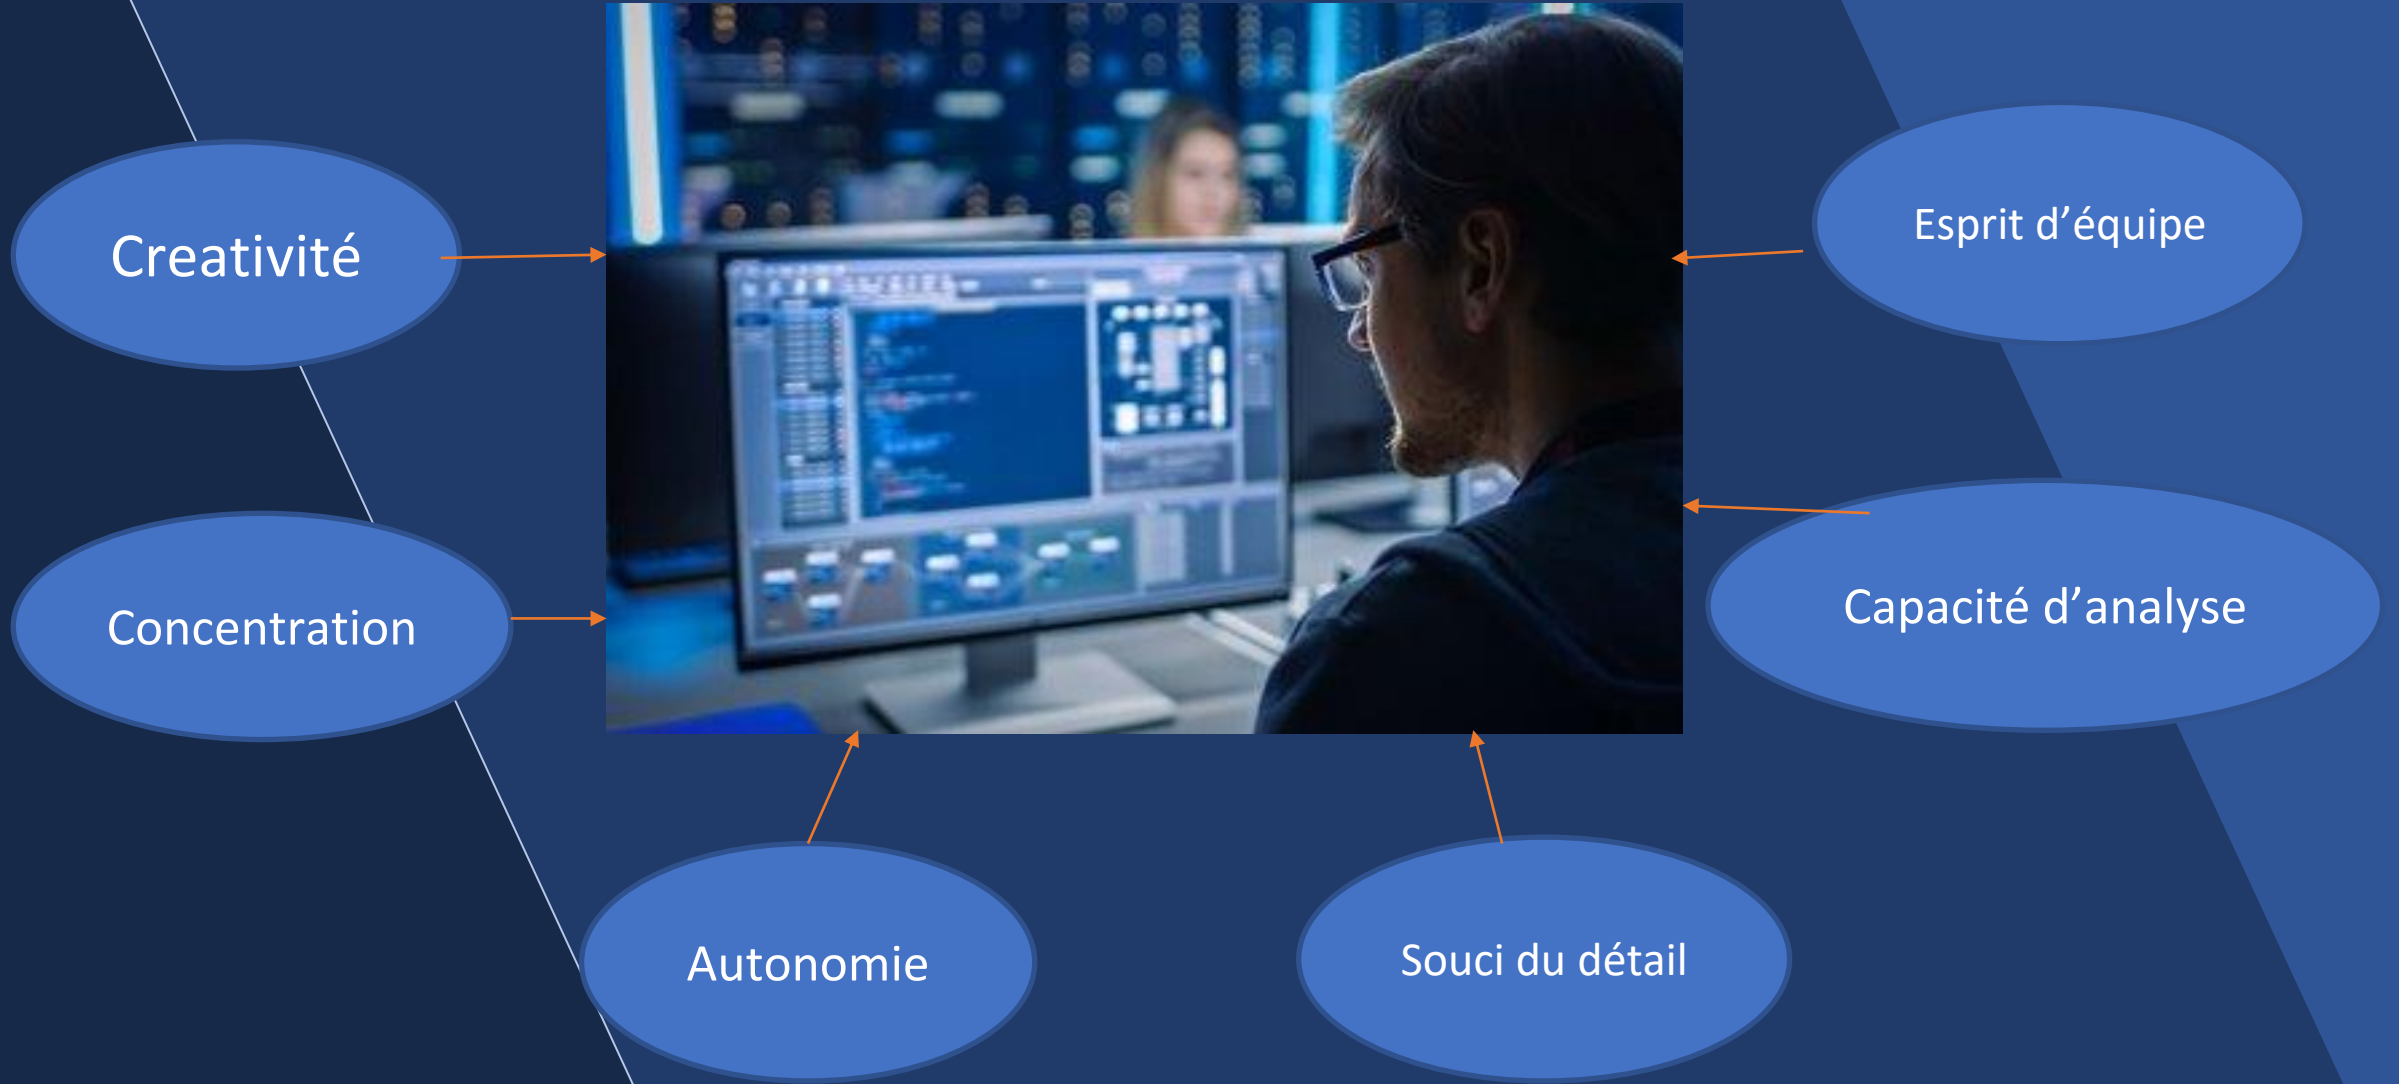 Creativité
Esprit d’équipe
Concentration
Capacité d’analyse
Autonomie
Souci du détail